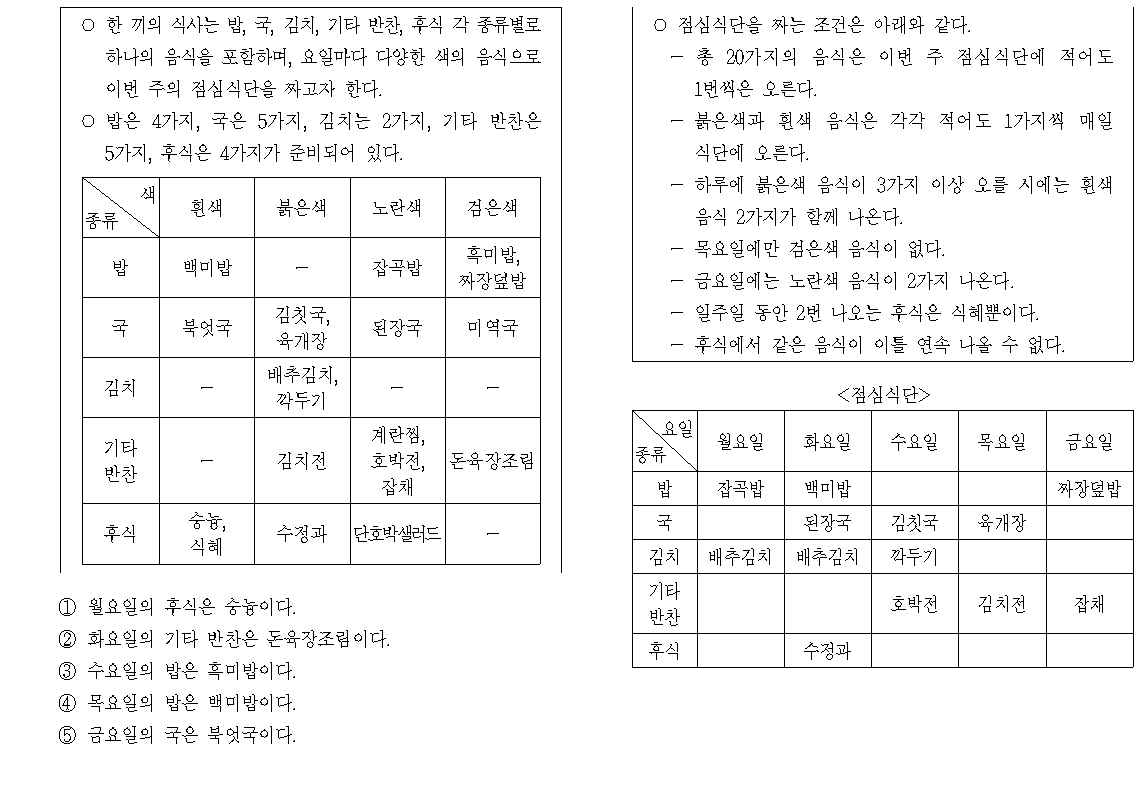 ○ 한 끼의 식사는 밥, 국, 김치, 기타 반찬, 후식 각 종류별로
하나의 음식을 포함하며, 요일마다 다양한 색의 음식으로
이번 주의 점심식단을 짜고자 한다.
○ 밥은 4가지, 국은 5가지, 김치는 2가지, 기타 반찬은
5가지, 후식은 4가지가 준비되어 있다.
색
종류
흰색 붉은색 노란색 검은색
밥 백미밥 － 잡곡밥 흑미밥,
짜장덮밥
국 북엇국 김칫국,
육개장 된장국 미역국
김치 － 배추김치,
깍두기 － －
기타
반찬 － 김치전 계란찜,
호박전,
잡채 돈육장조림
후식 숭늉,
식혜 수정과 단호박샐러드 －
① 월요일의 후식은 숭늉이다.
② 화요일의 기타 반찬은 돈육장조림이다.
③ 수요일의 밥은 흑미밥이다.
④ 목요일의 밥은 백미밥이다.
⑤ 금요일의 국은 북엇국이다.
○ 점심식단을 짜는 조건은 아래와 같다.
－ 총 20가지의 음식은 이번 주 점심식단에 적어도
1번씩은 오른다.
－ 붉은색과 흰색 음식은 각각 적어도 1가지씩 매일
식단에 오른다.
－ 하루에 붉은색 음식이 3가지 이상 오를 시에는 흰색
음식 2가지가 함께 나온다.
－ 목요일에만 검은색 음식이 없다.
－ 금요일에는 노란색 음식이 2가지 나온다.
－ 일주일 동안 2번 나오는 후식은 식혜뿐이다.
－ 후식에서 같은 음식이 이틀 연속 나올 수 없다.
<점심식단>
요일
종류
월요일 화요일 수요일 목요일 금요일
밥 잡곡밥 백미밥 짜장덮밥
국 된장국 김칫국 육개장
김치 배추김치 배추김치 깍두기
기타
반찬 호박전 김치전 잡채
후식 수정과